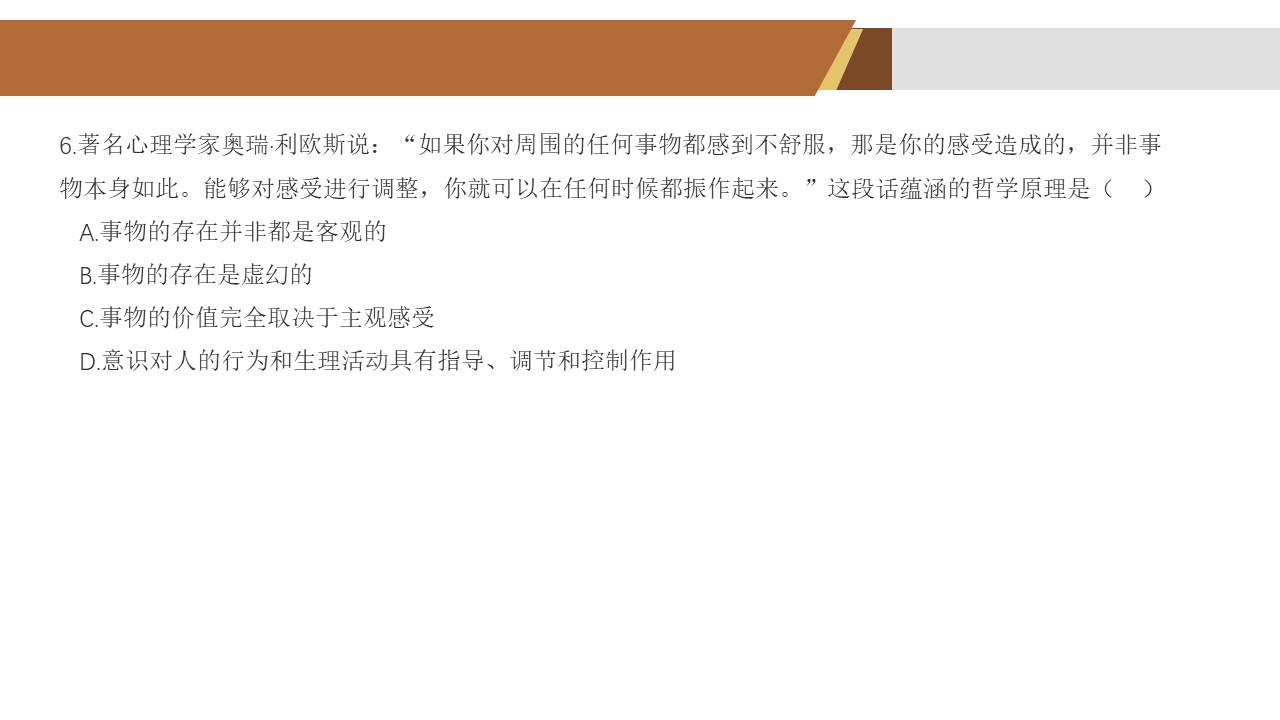 6.著名心理学家奥瑞·利欧斯说：“如果你对周围的任何事物都感到不舒服，那是你的感受造成的，并非事
物本身如此。能够对感受进行调整，你就可以在任何时候都振作起来。”这段话蕴涵的哲学原理是（　）
A.事物的存在并非都是客观的
B.事物的存在是虚幻的
C.事物的价值完全取决于主观感受
D.意识对人的行为和生理活动具有指导、调节和控制作用